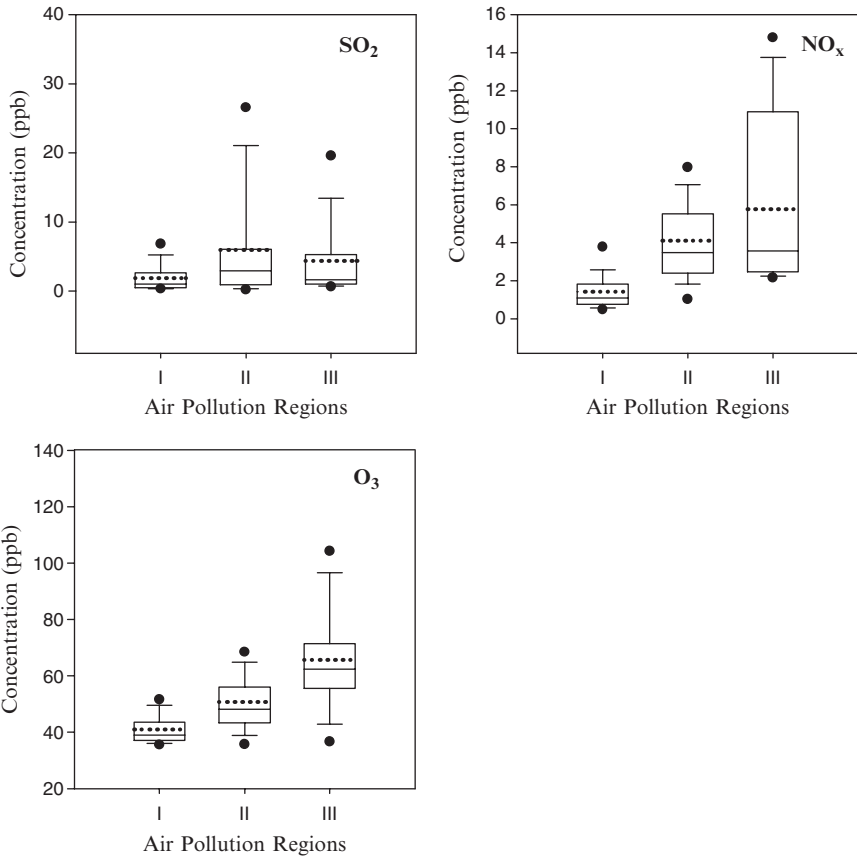 SO₂
Concentration (ppb)
40
30
20
10
0
I II III
Air Pollution Regions
NOₓ
Concentration (ppb)
16
14
12
10
8
6
4
2
0
I II III
Air Pollution Regions
O₃
Concentration (ppb)
140
120
100
80
60
40
20
I II III
Air Pollution Regions